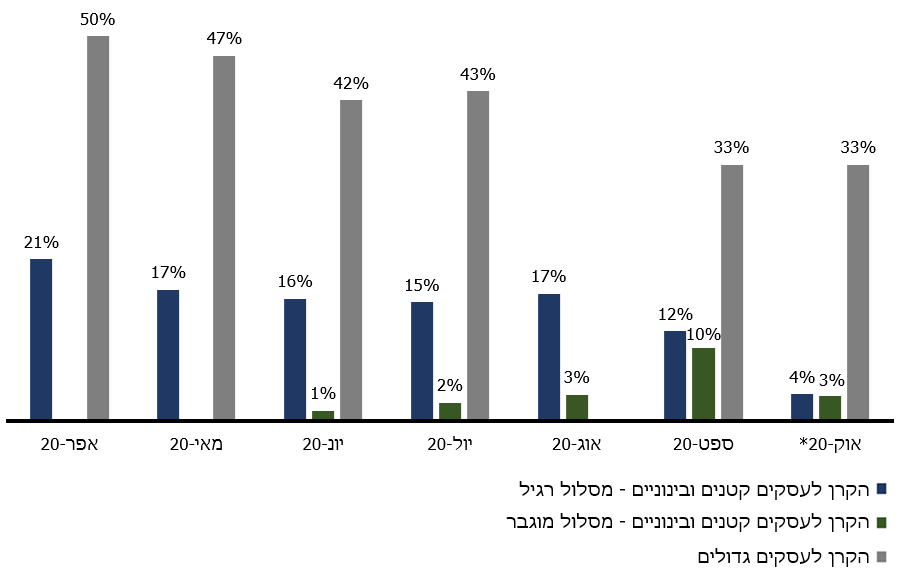 50%
47%
42%
43%
33%
33%
21%
17%
16%
15%
17%
12%
10%
1%
2%
3%
4%
3%
אפר-20
מאי-20
יונ-20
יול-20
אוג-20
ספט-20
אוק-20*
הקרן לעסקים קטנים ובינוניים - מסלול רגיל
הקרן לעסקים קטנים ובינוניים - מסלול מוגבר
הקרן לעסקים גדולים